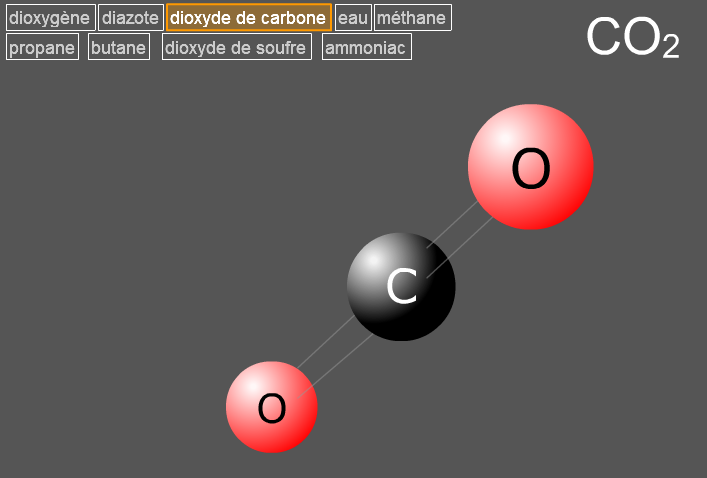 dioxygène diazote dioxyde de carbone eau méthane
propane butane dioxyde de soufre ammoniac
CO₂
O
C
O